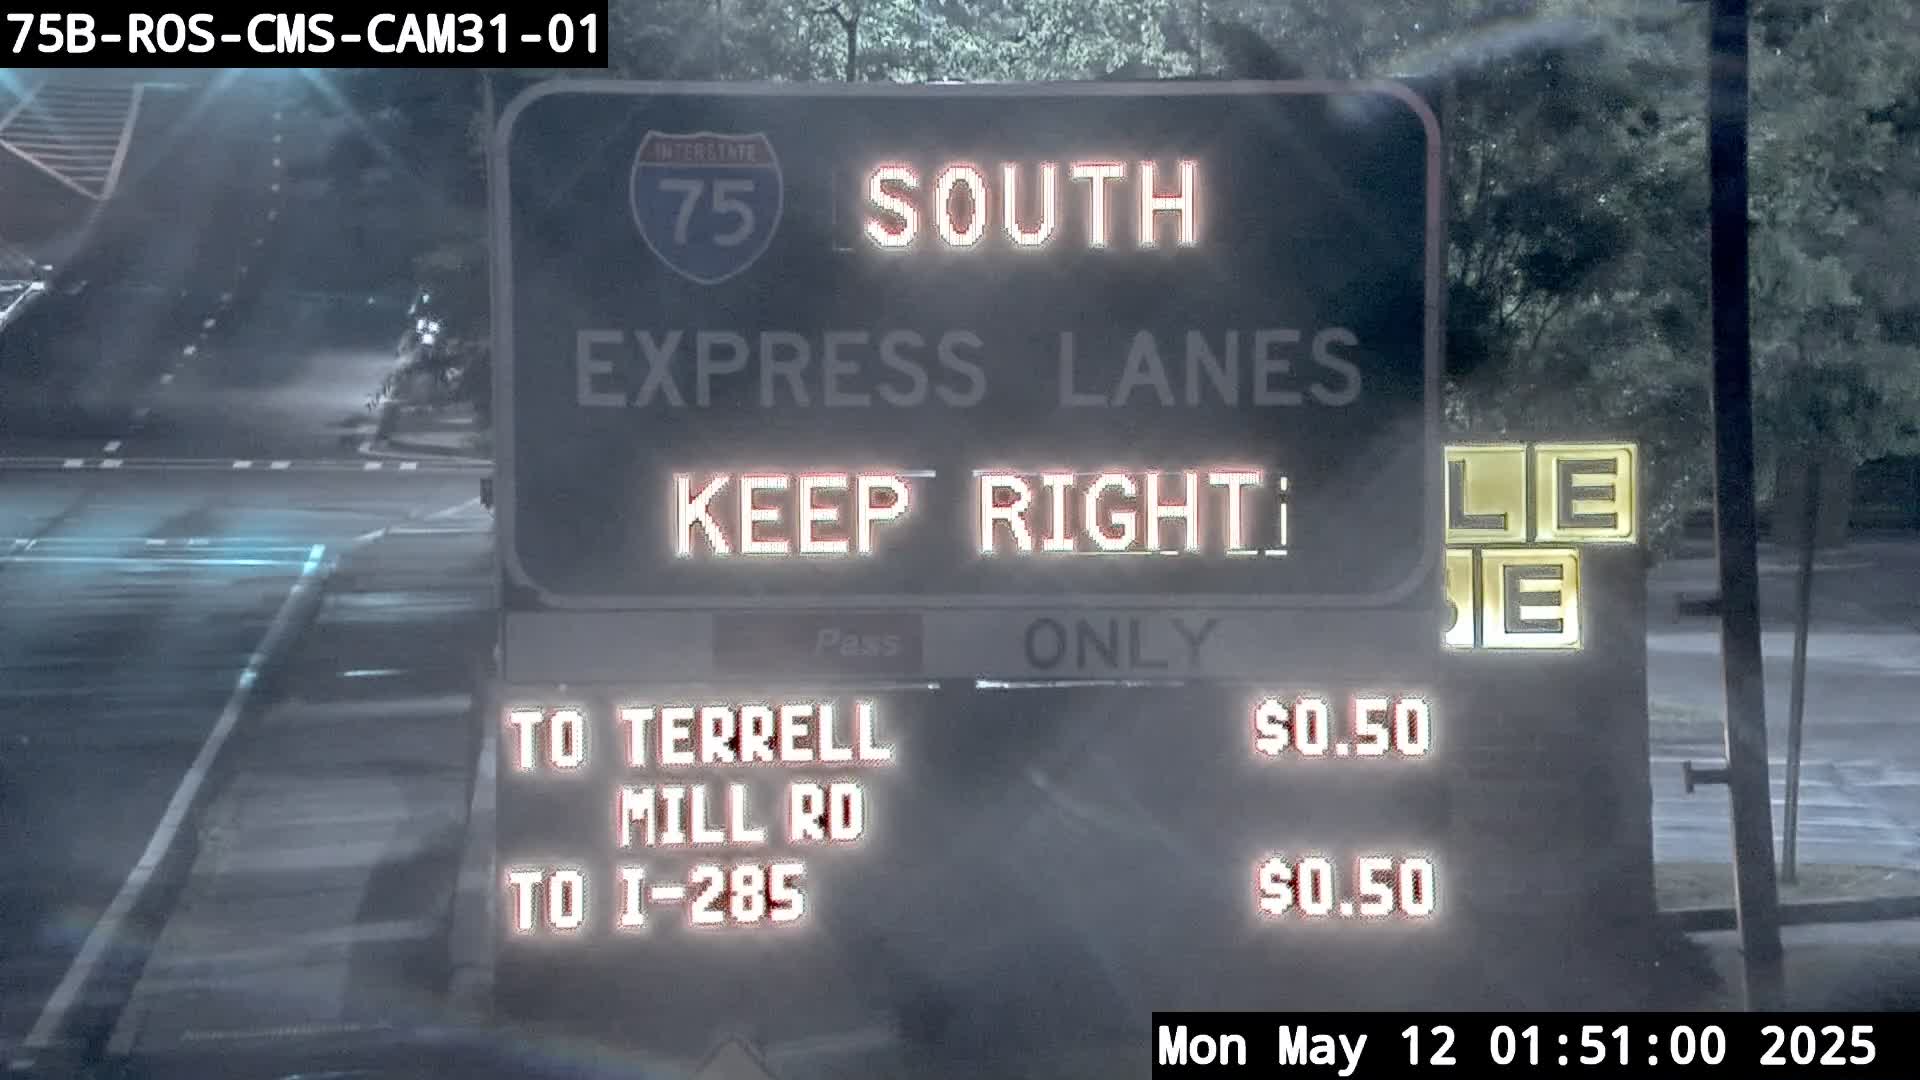 75B-ROS-CMS-CAM31-01
INTERSTATE
75
SOUTH
EXPRESS LANES
KEEP RIGHT
LE
E
Pass ONLY
TO TERRELL $0.50
MILL RD
TO I-285 $0.50
Mon May 12 01:51:00 2025